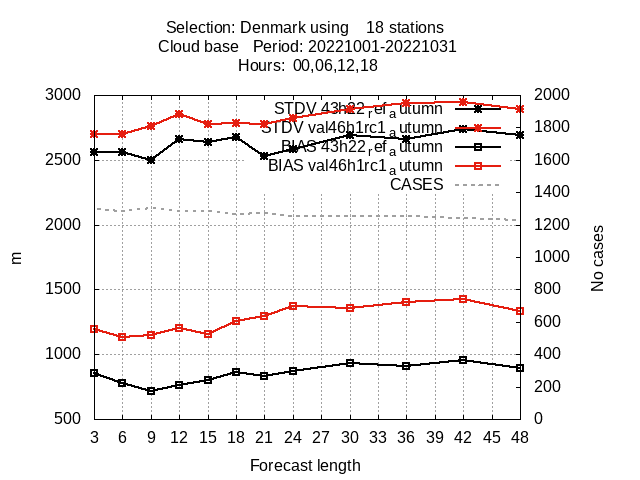 Selection: Denmark using 18 stations
Cloud base Period: 20221001-20221031
Hours: 00,06,12,18
3000 2000
STDV 43h22ref_autumn
1800
STDV val46h1rc1_autumn
BIAS 43h22ref_autumn
2500 1600
BIAS val46h1rc1_autumn
CASES
1400
2000 1200
m
No cases
1000
1500 800
600
1000 400
200
500 0
3 6 9 12 15 18 21 24 27 30 33 36 39 42 45 48
Forecast length